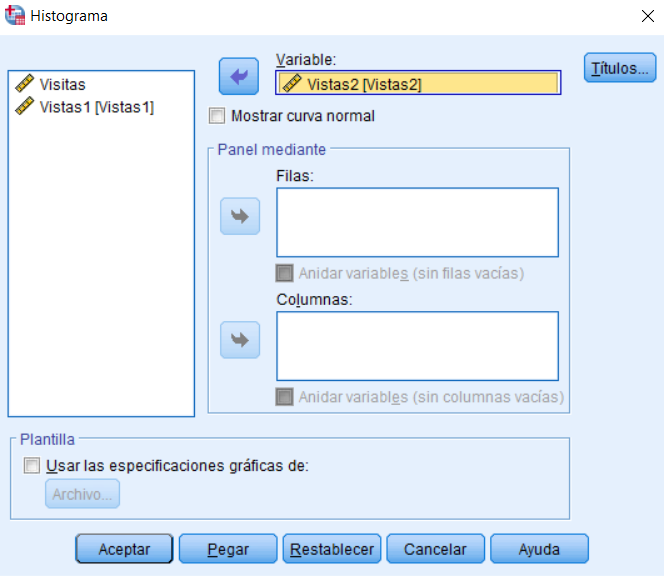 Histograma
Variable:
Vistas2 [Vistas2]
Títulos...
Visitas
Vistas1 [Vistas1]
Mostrar curva normal
Panel mediante
Filas:
Anidar variables (sin filas vacías)
Columnas:
Anidar variables (sin columnas vacías)
Plantilla
Usar las especificaciones gráficas de:
Archivo...
Aceptar
Pegar
Restablecer
Cancelar
Ayuda